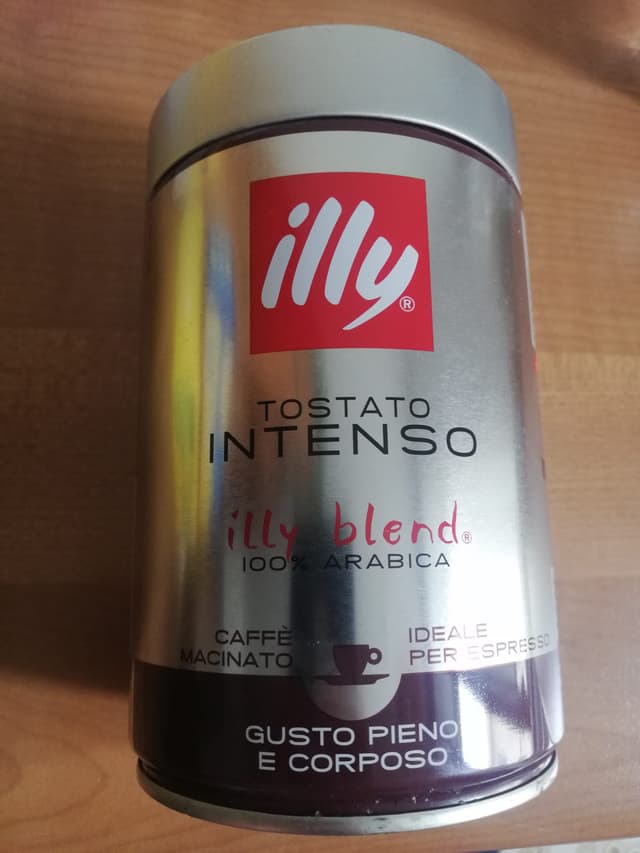 illy®
TOSTATO
INTENSO
illy blend®
100% ARABICA
CAFFÈ
MACINATO
IDEALE
PER ESPRESSO
GUSTO PIENO
E CORPOSO